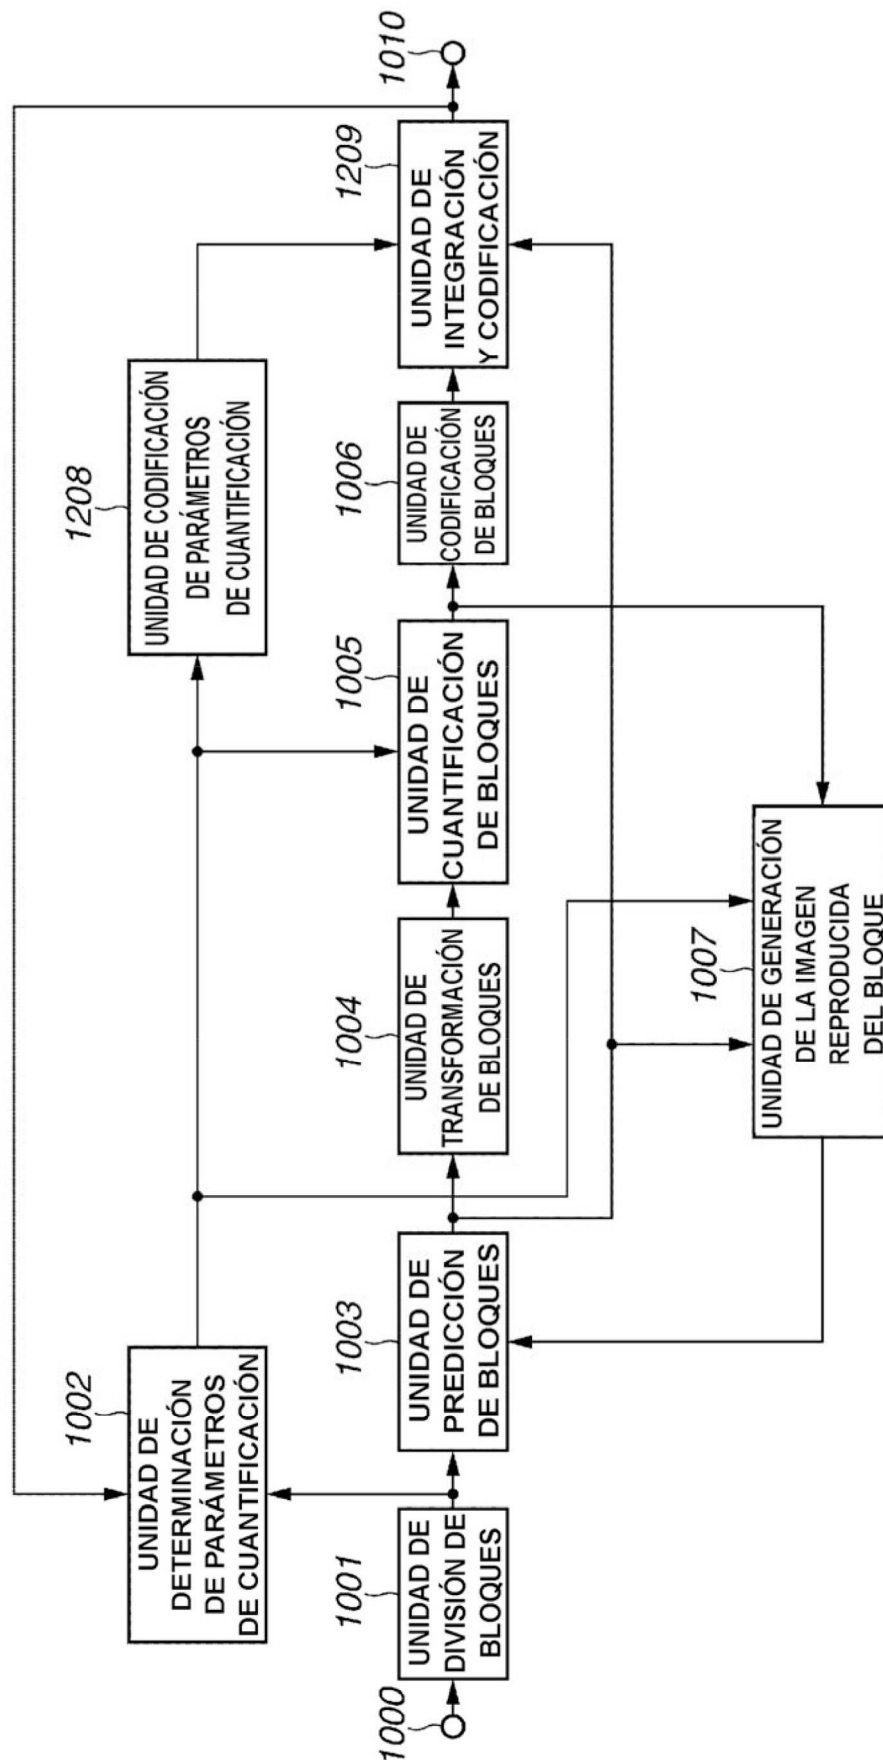 1000
1001
UNIDAD DE
DIVISIÓN DE
BLOQUES
1002
UNIDAD DE
DETERMINACIÓN
DE PARÁMETROS
DE CUANTIFICACIÓN
1003
UNIDAD DE
PREDICCIÓN
DE BLOQUES
1004
UNIDAD DE
TRANSFORMACIÓN
DE BLOQUES
1005
UNIDAD DE
CUANTIFICACIÓN
DE BLOQUES
1006
UNIDAD DE
CODIFICACIÓN
DE BLOQUES
1007
UNIDAD DE GENERACIÓN
DE LA IMAGEN
REPRODUCIDA
DEL BLOQUE
1208
UNIDAD DE CODIFICACIÓN
DE PARÁMETROS
DE CUANTIFICACIÓN
1209
UNIDAD DE
INTEGRACIÓN
Y CODIFICACIÓN
1010